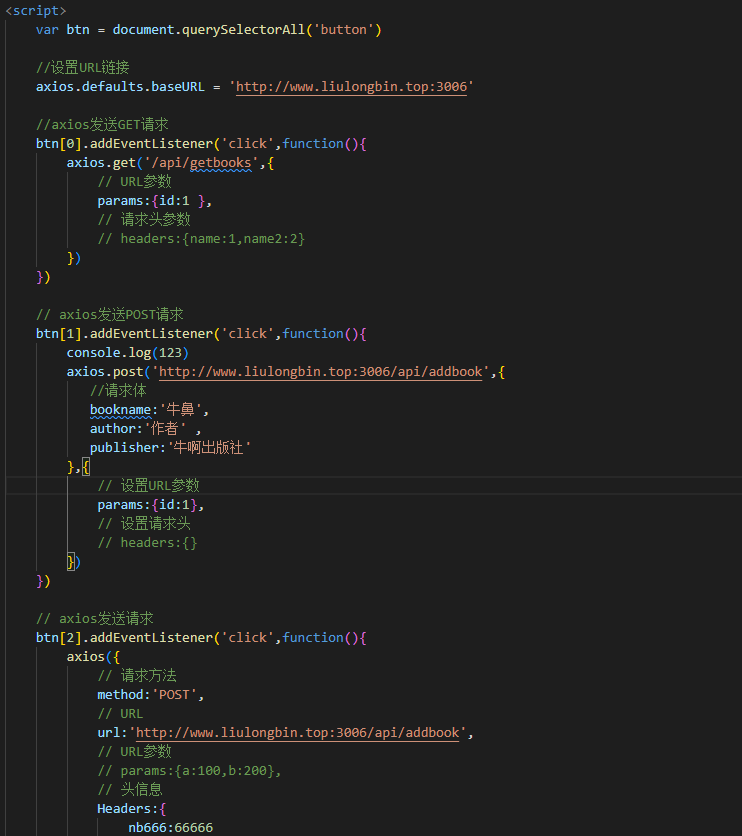 <script>
var btn = document.querySelectorAll('button')
//设置URL链接
axios.defaults.baseURL = 'http://www.liulongbin.top:3006'
//axios发送GET请求
btn[0].addEventListener('click',function(){
axios.get('/api/getbooks',{
// URL参数
params:{id:1 },
// 请求头参数
// headers:{name:1,name2:2}
})
})
// axios发送POST请求
btn[1].addEventListener('click',function(){
console.log(123)
axios.post('http://www.liulongbin.top:3006/api/addbook',{
//请求体
bookname:'牛鼻',
author:'作者' ,
publisher:'牛啊出版社'
},{
// 设置URL参数
params:{id:1},
// 设置请求头
// headers:{}
})
})
// axios发送请求
btn[2].addEventListener('click',function(){
axios({
// 请求方法
method:'POST',
// URL
url:'http://www.liulongbin.top:3006/api/addbook',
// URL参数
// params:{a:100,b:200},
// 头信息
Headers:{
nb666:66666